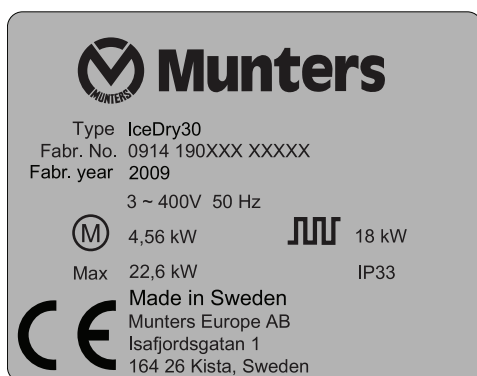 MUNTERS
Munters
Type IceDry30
Fabr. No. 0914 190XXX XXXXX
Fabr. year 2009
3 ~ 400V 50 Hz
M 4,56 kW 18 kW
Max 22,6 kW IP33
CE
Made in Sweden
Munters Europe AB
Isafjordsgatan 1
164 26 Kista, Sweden